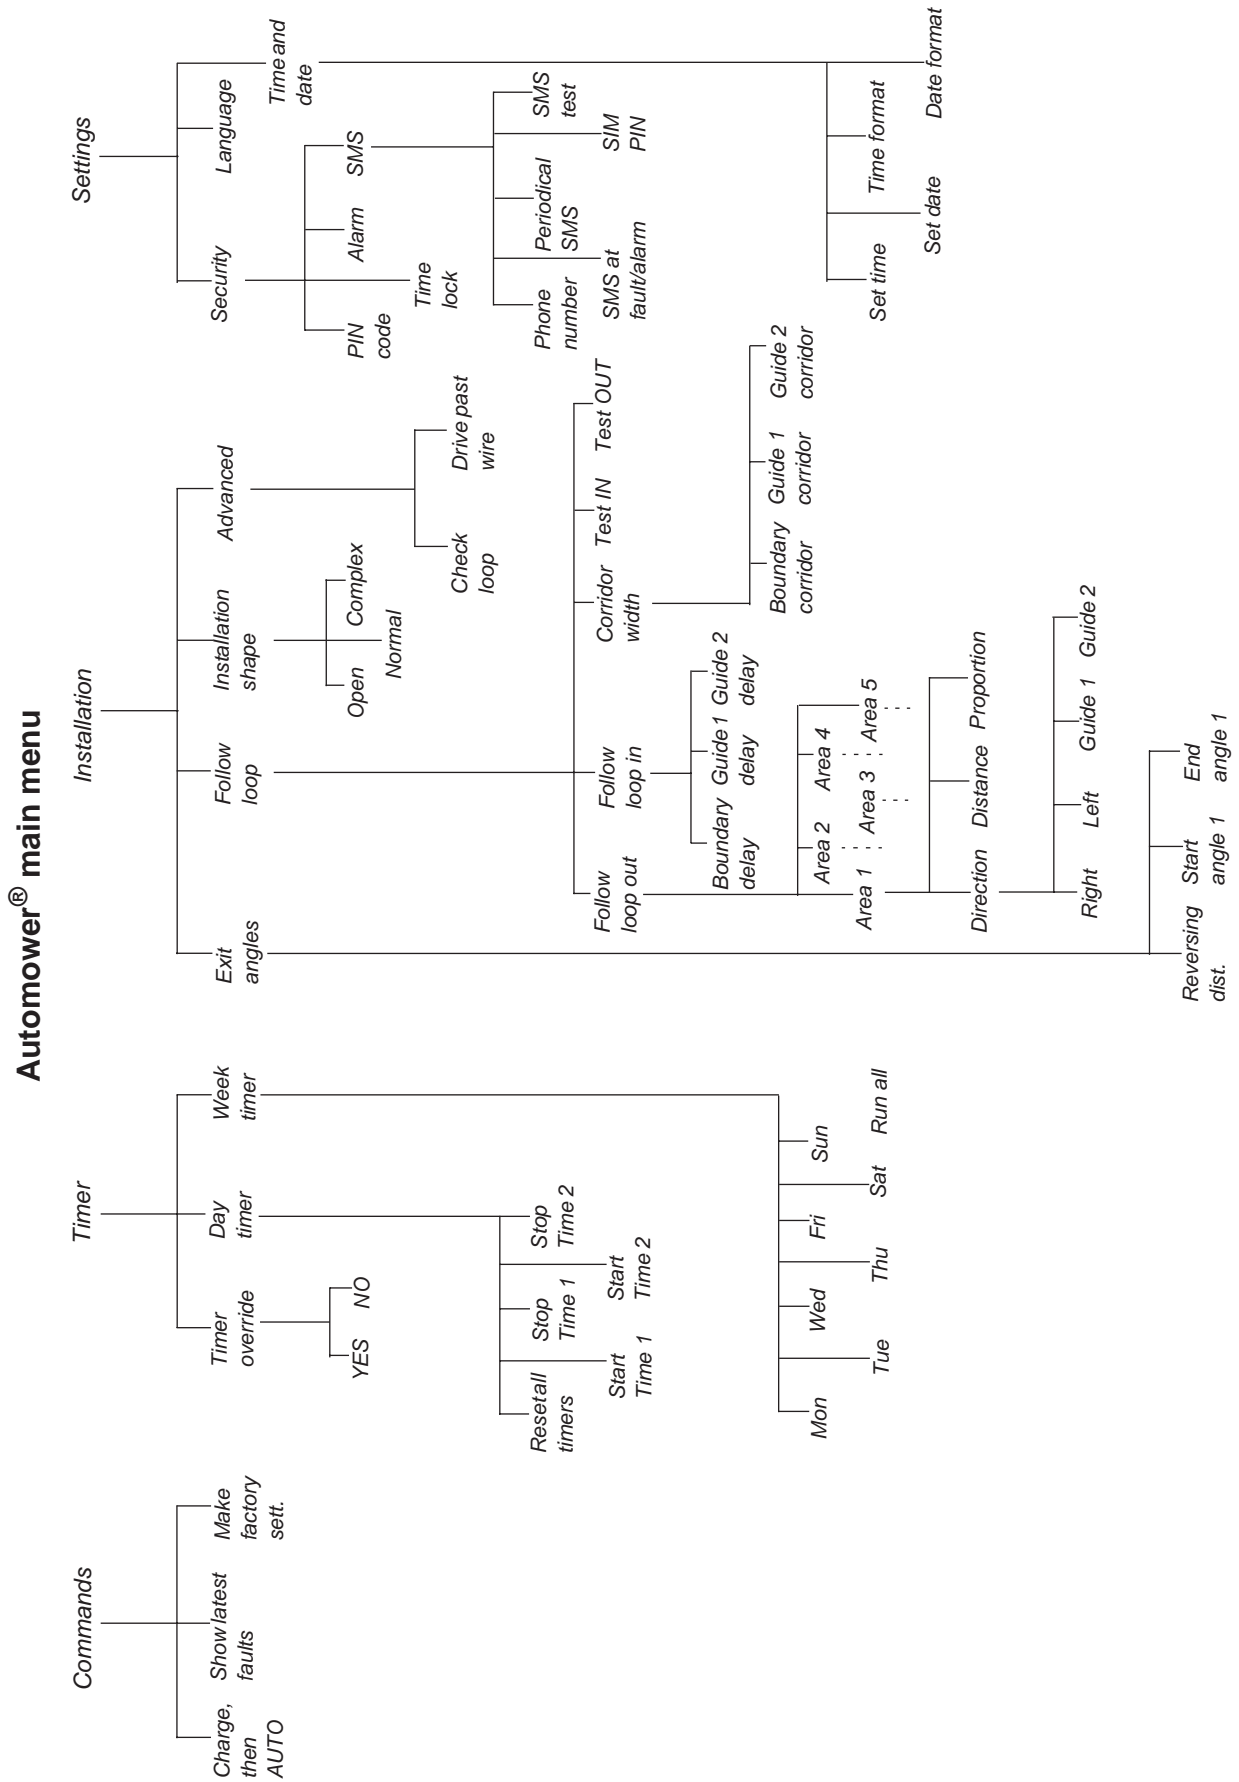 Automower® main menu
Commands
Timer
Installation
Settings
Charge,
then
AUTO
Show latest
faults
Make
factory
sett.
Timer
override
Day
timer
Week
timer
Exit
angles
Follow
loop
Installation
shape
Advanced
Security
Language
Time and
date
YES
NO
Open
Complex
Normal
PIN
code
Alarm
SMS
Time
lock
Check
loop
Drive past
wire
Reset all
timers
Stop
Time 1
Stop
Time 2
Start
Time 1
Start
Time 2
Phone
number
Periodical
SMS
SMS
test
SMS at
fault/alarm
SIM
PIN
Follow
loop out
Follow
loop in
Corridor
width
Test IN
Test OUT
Boundary
delay
Guide 1
delay
Guide 2
delay
Boundary
corridor
Guide 1
corridor
Guide 2
corridor
Mon
Wed
Fri
Sun
Tue
Thu
Sat
Run all
Area 2
Area 4
Area 1
Area 3
Area 5
Set time
Time format
Set date
Date format
Direction
Distance
Proportion
Right
Left
Guide 1
Guide 2
Reversing
dist.
Start
angle 1
End
angle 1